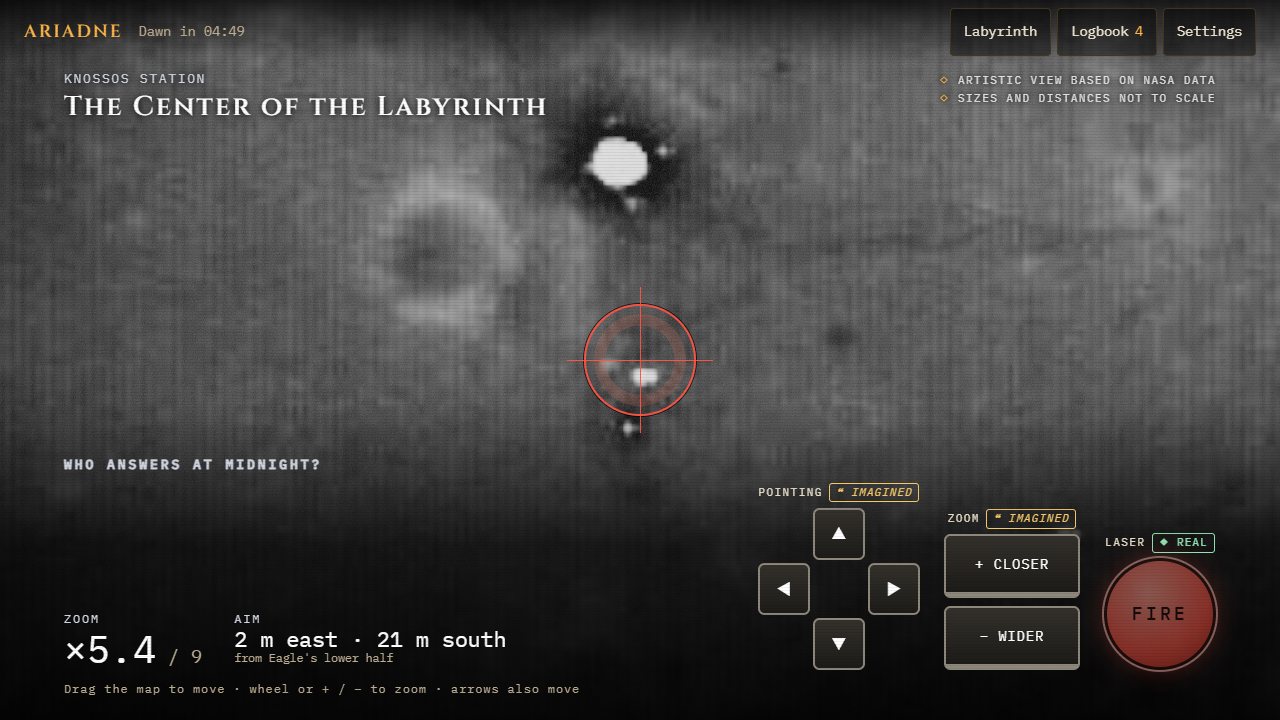 ARIADNE Dawn in 04:49
Labyrinth
Logbook 4
Settings
KNOSSOS STATION
THE CENTER OF THE LABYRINTH
◇ ARTISTIC VIEW BASED ON NASA DATA
◇ SIZES AND DISTANCES NOT TO SCALE
WHO ANSWERS AT MIDNIGHT?
POINTING ❝ IMAGINED
ZOOM ❝ IMAGINED
+ CLOSER
− WIDER
LASER ◆ REAL
FIRE
ZOOM
×5.4 / 9
AIM
2 m east · 21 m south
from Eagle's lower half
Drag the map to move · wheel or + / − to zoom · arrows also move